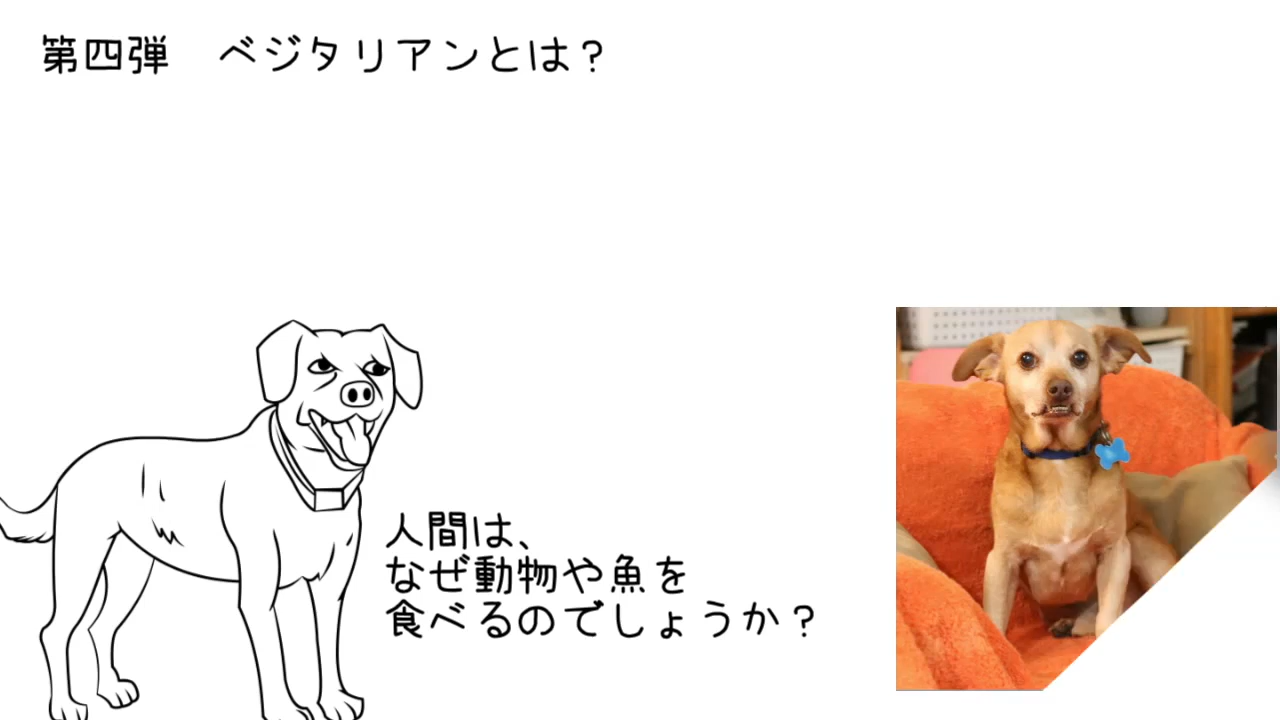 第四弾　ベジタリアンとは？
人間は、
なぜ動物や魚を
食べるのでしょうか？